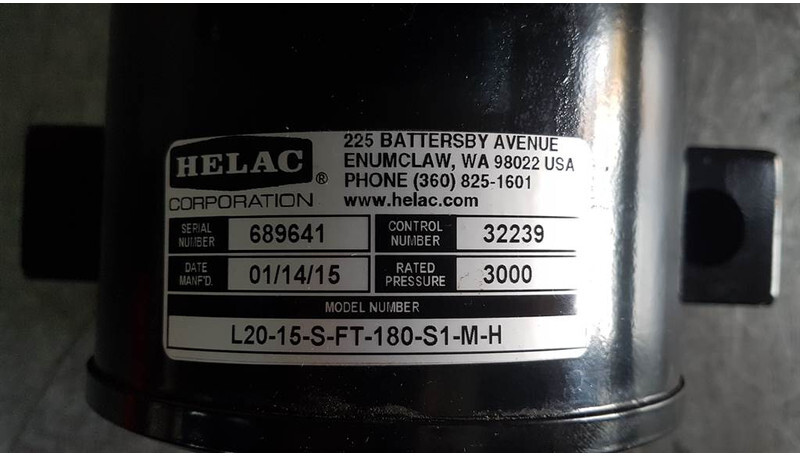 HELAC ®
CORPORATION
225 BATTERSBY AVENUE
ENUMCLAW, WA 98022 USA
PHONE (360) 825-1601
www.helac.com
SERIAL NUMBER 689641 CONTROL NUMBER 32239
DATE MANF'D. 01/14/15 RATED PRESSURE 3000
MODEL NUMBER
L20-15-S-FT-180-S1-M-H